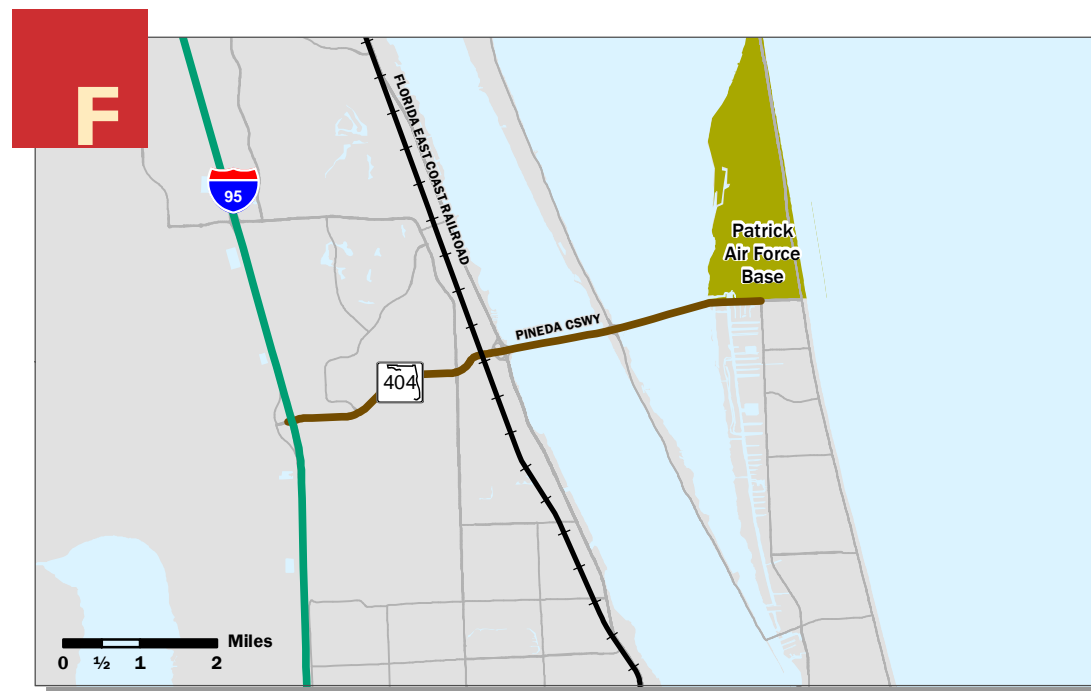 F
FLORIDA EAST COAST RAILROAD
95
Patrick
Air Force
Base
PINEDA CSWY
404
Miles
0 ½ 1 2